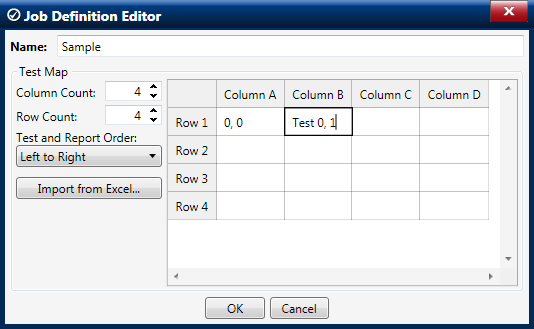 Job Definition Editor
Name: Sample
Test Map
Column Count: 4
Row Count: 4
Test and Report Order:
Left to Right
Import from Excel...
Column A Column B Column C Column D
Row 1 0, 0 Test 0, 1
Row 2
Row 3
Row 4
OK Cancel